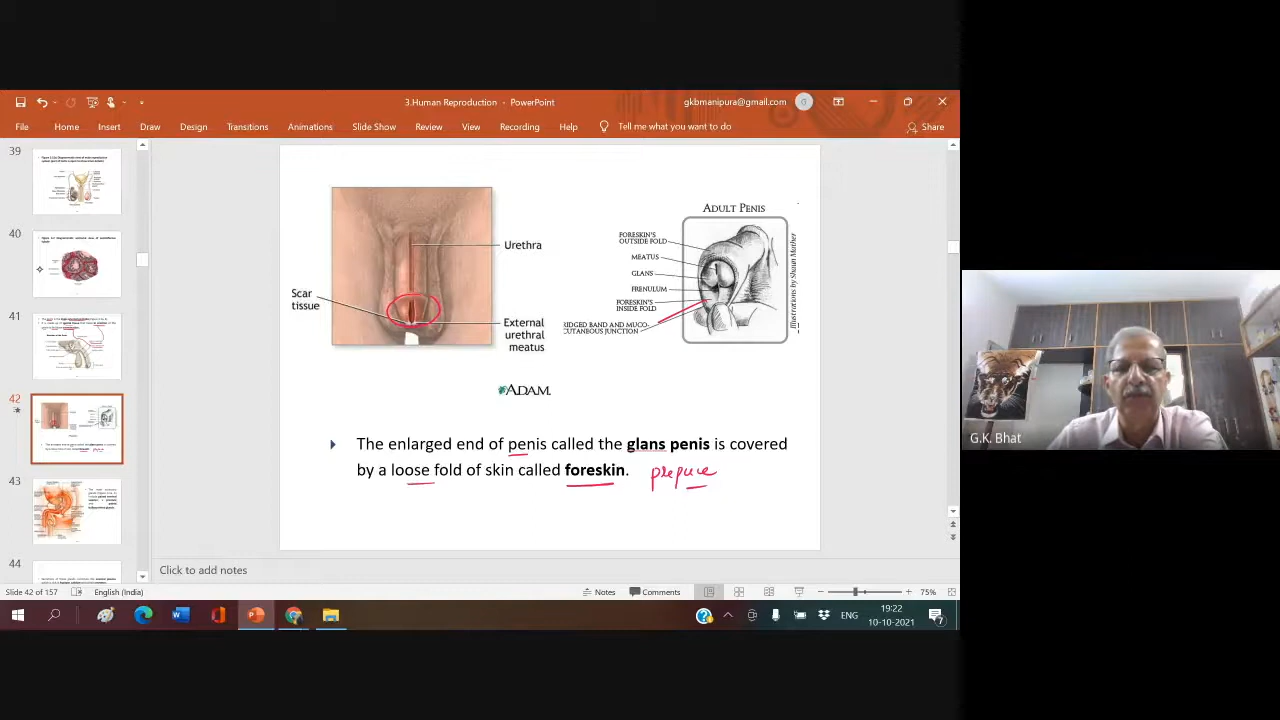 3.Human Reproduction - PowerPoint
gkbmanipura@gmail.com
G
File Home Insert Draw Design Transitions Animations Slide Show Review View Recording Help Tell me what you want to do Share
39
40
41
42
43
44
Urethra
Scar
tissue
External
urethral
meatus
ADAM.
ADULT PENIS
FORESKIN'S
OUTSIDE FOLD
MEATUS
GLANS
FRENULUM
FORESKIN'S
INSIDE FOLD
RIDGED BAND AND MUCO-
CUTANEOUS JUNCTION
Illustrations by Shaun Mather
The enlarged end of penis called the glans penis is covered
by a loose fold of skin called foreskin. prepuce
G.K. Bhat
Click to add notes
Slide 42 of 157 English (India) Notes Comments 75%
ENG 19:22
10-10-2021
7